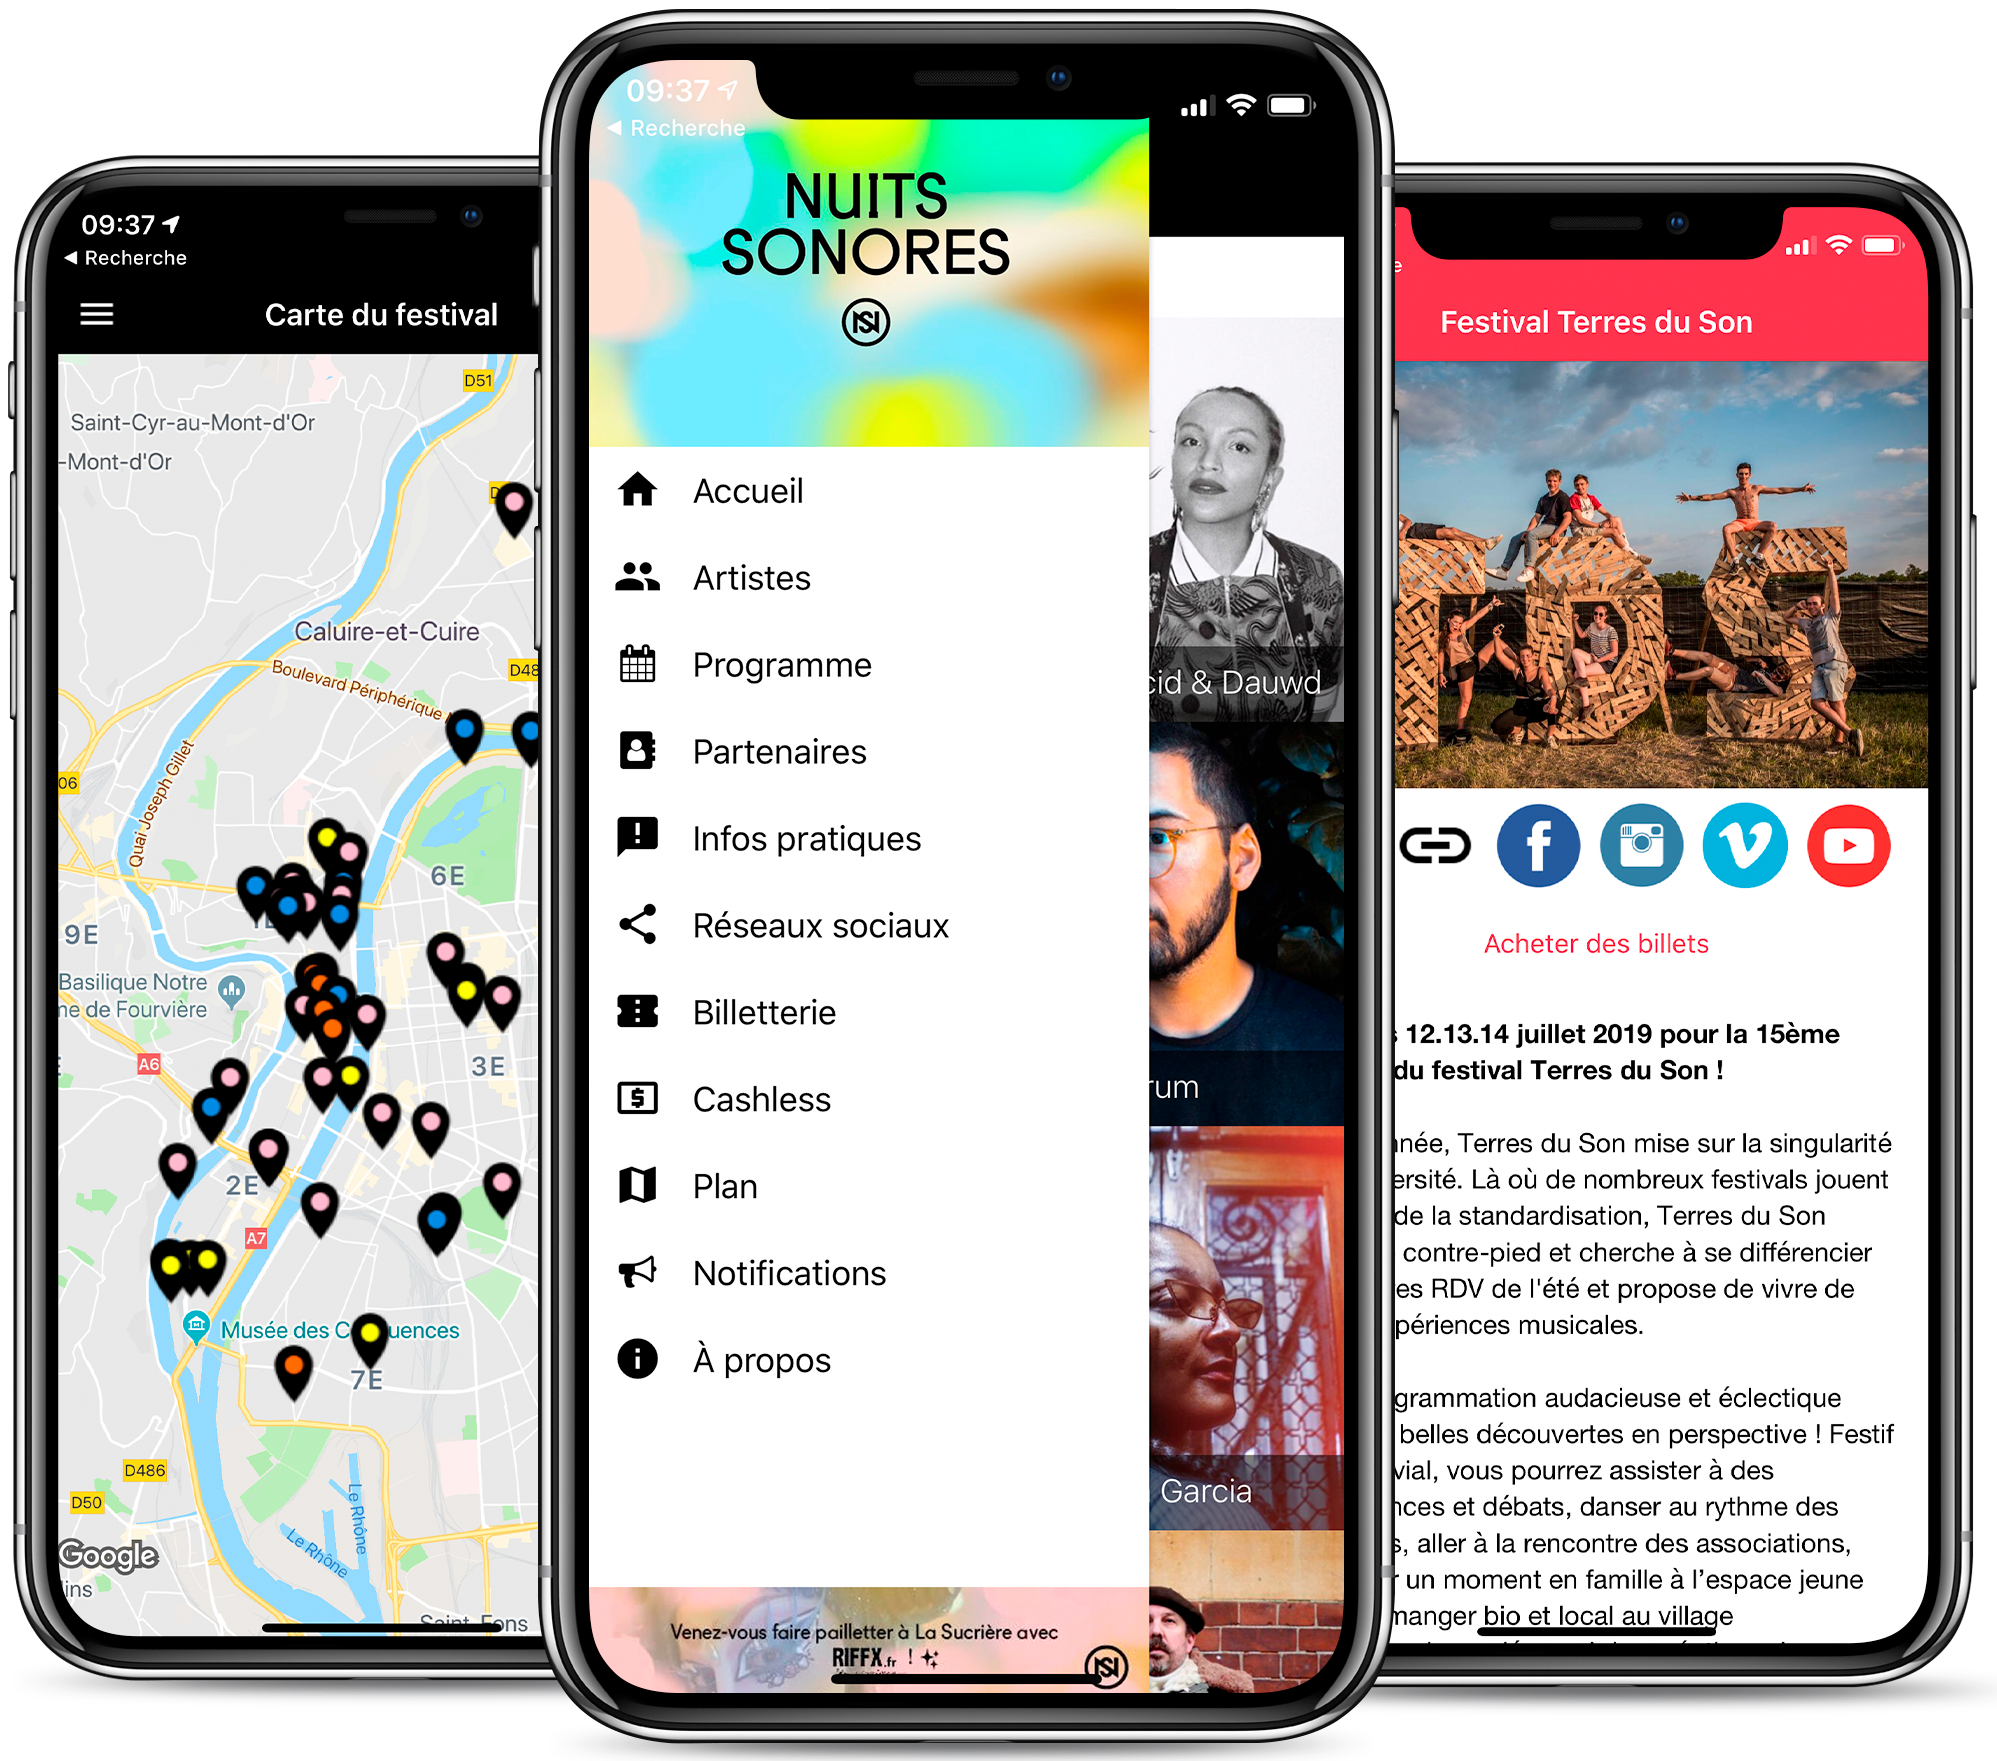 09:37
Recherche
Carte du festival
D51
Saint-Cyr-au-Mont-d'Or
-Mont-d'Or
Caluire-et-Cuire
D48
Boulevard Périphérique
Quai Joseph Gillet
06
6E
9E
Basilique Notre
ne de Fourvière
A6
3E
2E
A7
Musée des C uences
7E
D486
D50
Le Rhône
Le Rhône
Google
ins
Saint-Fons
09:37
Recherche
NUITS
SONORES
Accueil
Artistes
Programme
Partenaires
Infos pratiques
Réseaux sociaux
Billetterie
Cashless
Plan
Notifications
À propos
Venez-vous faire pailletter à La Sucrière avec
RIFFX.fr !
cid & Dauwd
rum
Garcia
e
Festival Terres du Son
Acheter des billets
s 12.13.14 juillet 2019 pour la 15ème
du festival Terres du Son !
nnée, Terres du Son mise sur la singularité
ersité. Là où de nombreux festivals jouent
de la standardisation, Terres du Son
contre-pied et cherche à se différencier
es RDV de l'été et propose de vivre de
périences musicales.
grammation audacieuse et éclectique
belles découvertes en perspective ! Festif
vial, vous pourrez assister à des
nces et débats, danser au rythme des
s, aller à la rencontre des associations,
r un moment en famille à l'espace jeune
manger bio et local au village